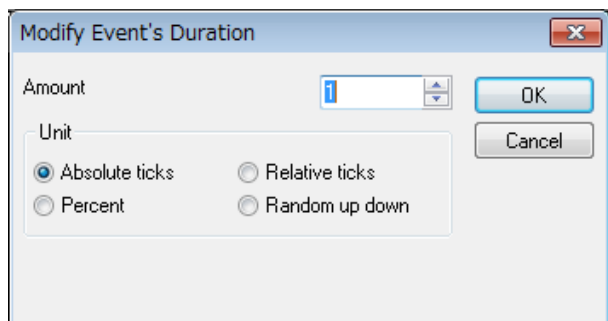 Modify Event's Duration
Amount
1
OK
Unit
Cancel
Absolute ticks
Relative ticks
Percent
Random up down